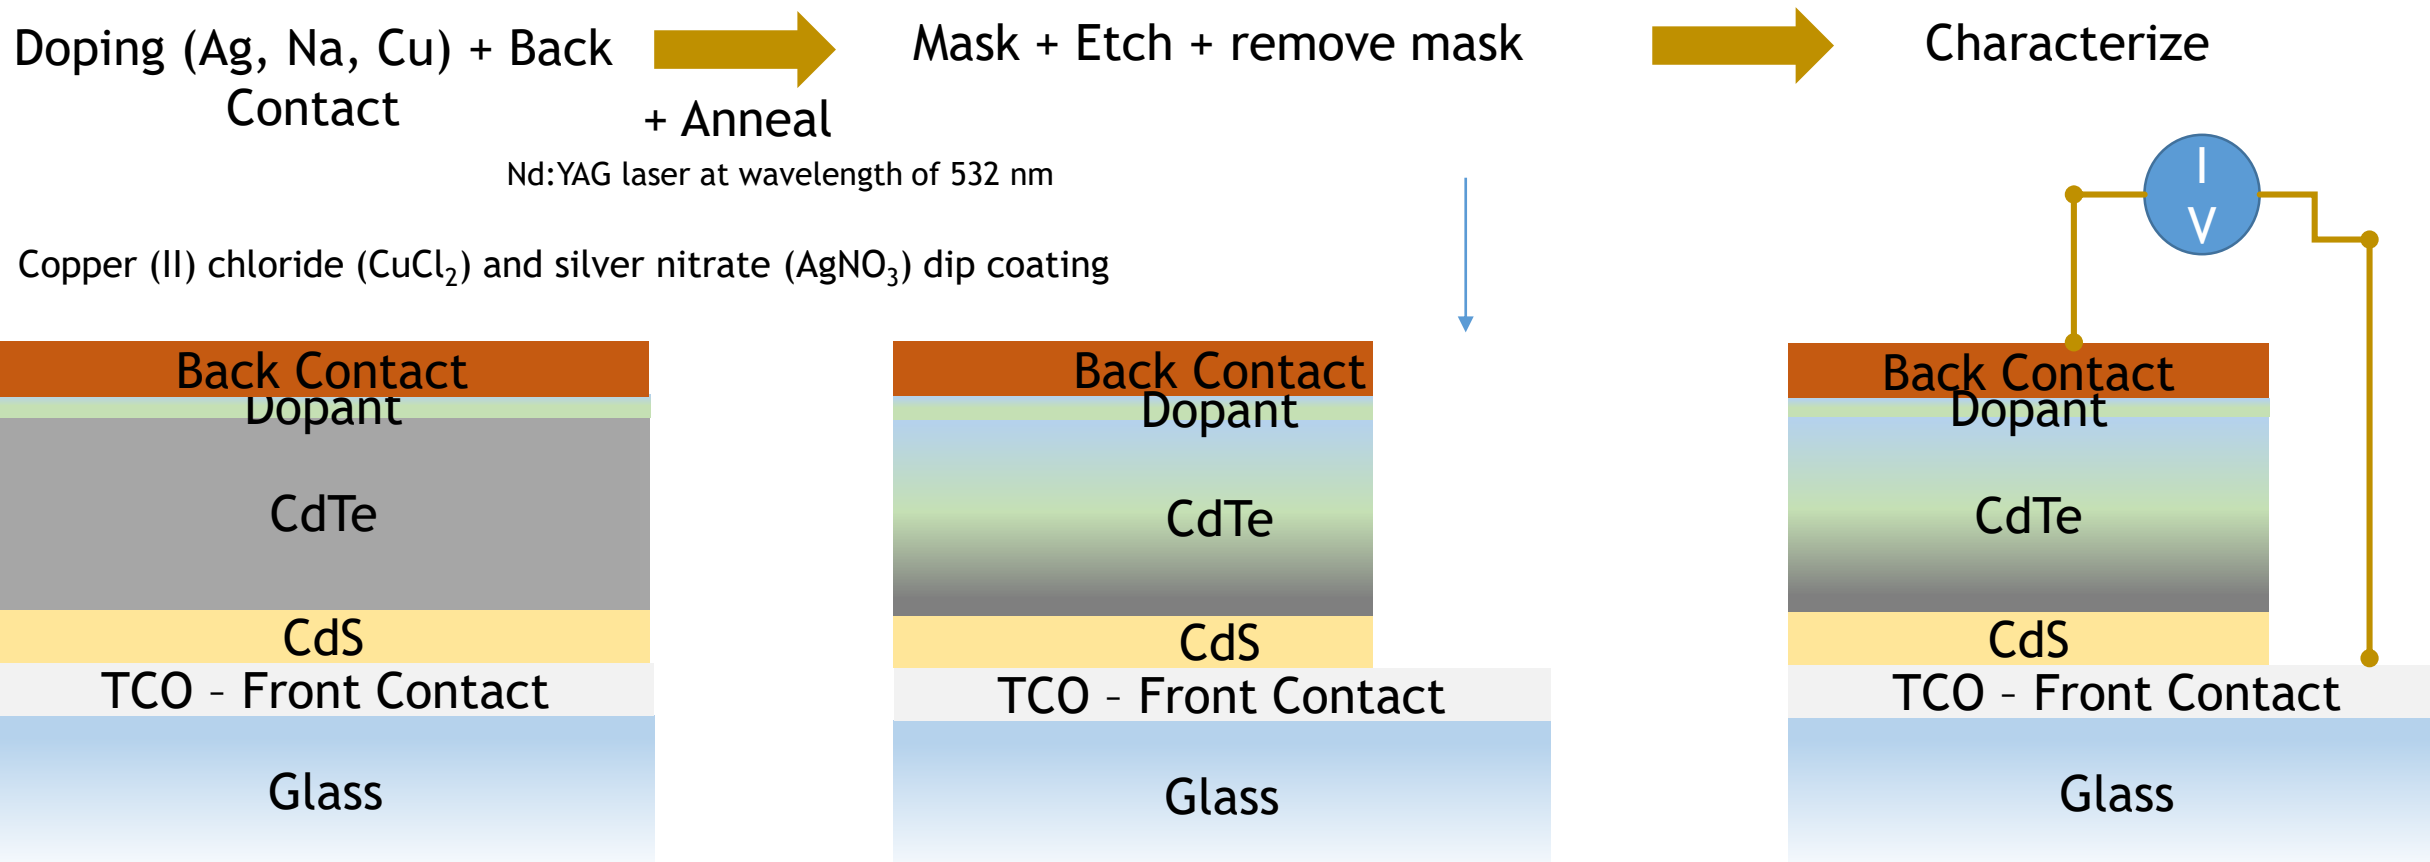 Doping (Ag, Na, Cu) + Back
Contact
+ Anneal
Nd:YAG laser at wavelength of 532 nm
Copper (II) chloride (CuCl₂) and silver nitrate (AgNO₃) dip coating
Mask + Etch + remove mask
Characterize
I
V
Back Contact
Dopant
CdTe
CdS
TCO – Front Contact
Glass
Back Contact
Dopant
CdTe
CdS
TCO – Front Contact
Glass
Back Contact
Dopant
CdTe
CdS
TCO – Front Contact
Glass